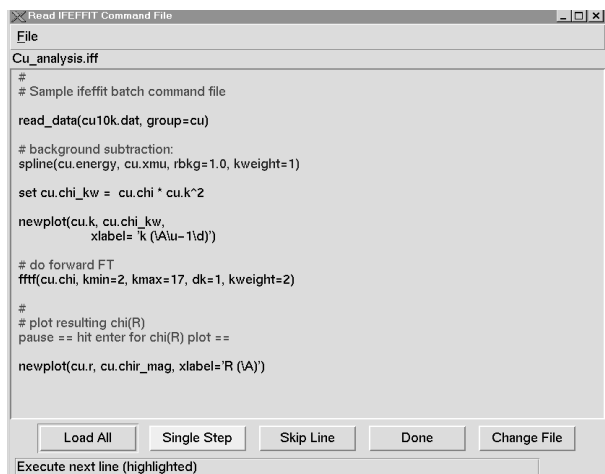 Read IFEFFIT Command File
File
Cu_analysis.iff
#
# Sample ifeffit batch command file
read_data(cu10k.dat, group=cu)
# background subtraction:
spline(cu.energy, cu.xmu, rbkg=1.0, kweight=1)
set cu.chi_kw = cu.chi * cu.k^2
newplot(cu.k, cu.chi_kw,
xlabel= 'k (\A\u-1\d)')
# do forward FT
fftf(cu.chi, kmin=2, kmax=17, dk=1, kweight=2)
#
# plot resulting chi(R)
pause == hit enter for chi(R) plot ==
newplot(cu.r, cu.chir_mag, xlabel='R (\A)')
Load All Single Step Skip Line Done Change File
Execute next line (highlighted)